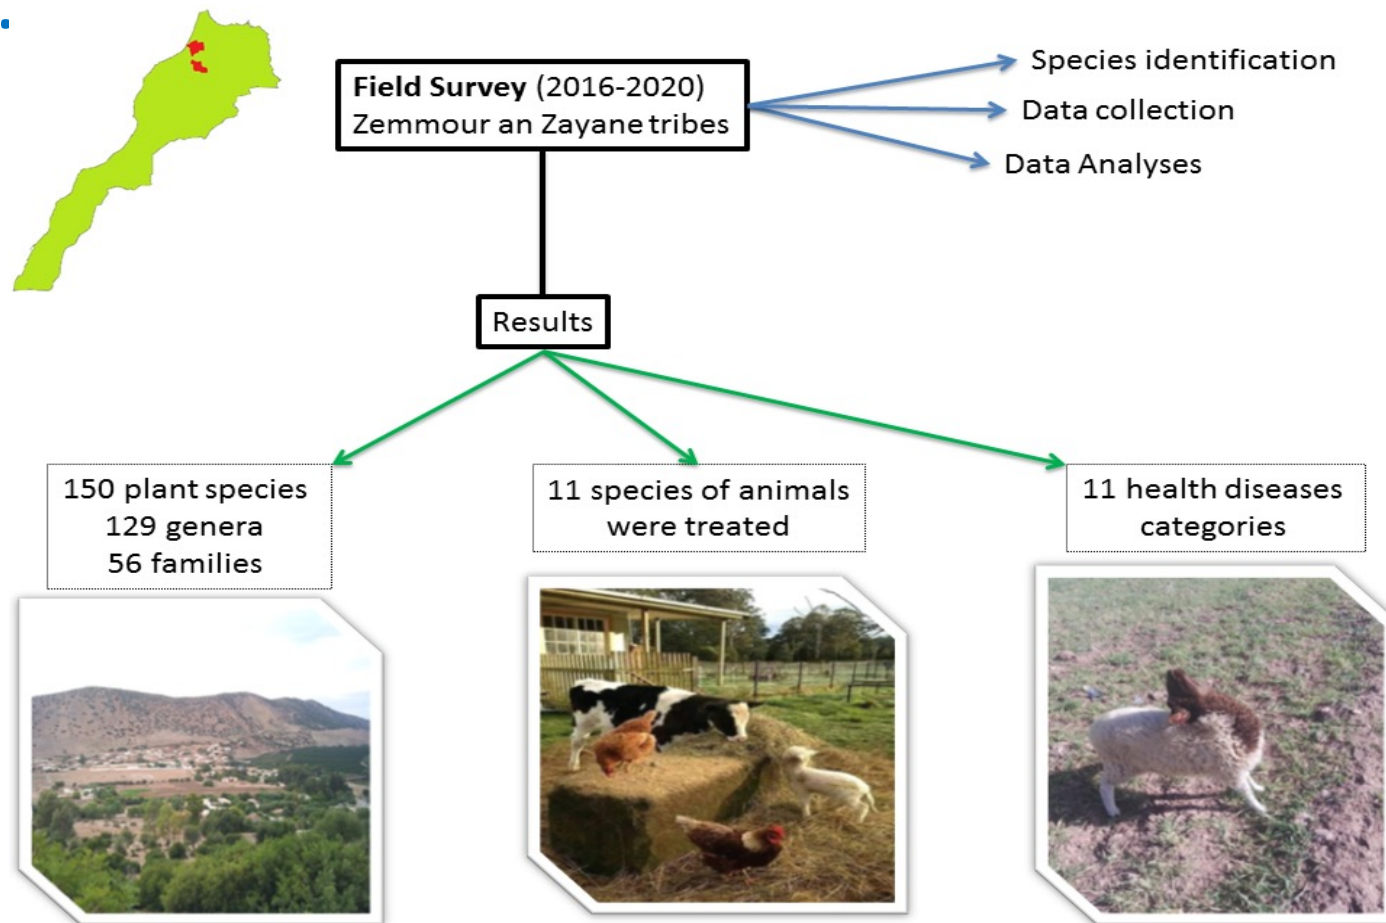 Field Survey (2016-2020)
Zemmour an Zayane tribes
Species identification
Data collection
Data Analyses
Results
150 plant species
129 genera
56 families
11 species of animals
were treated
11 health diseases
categories